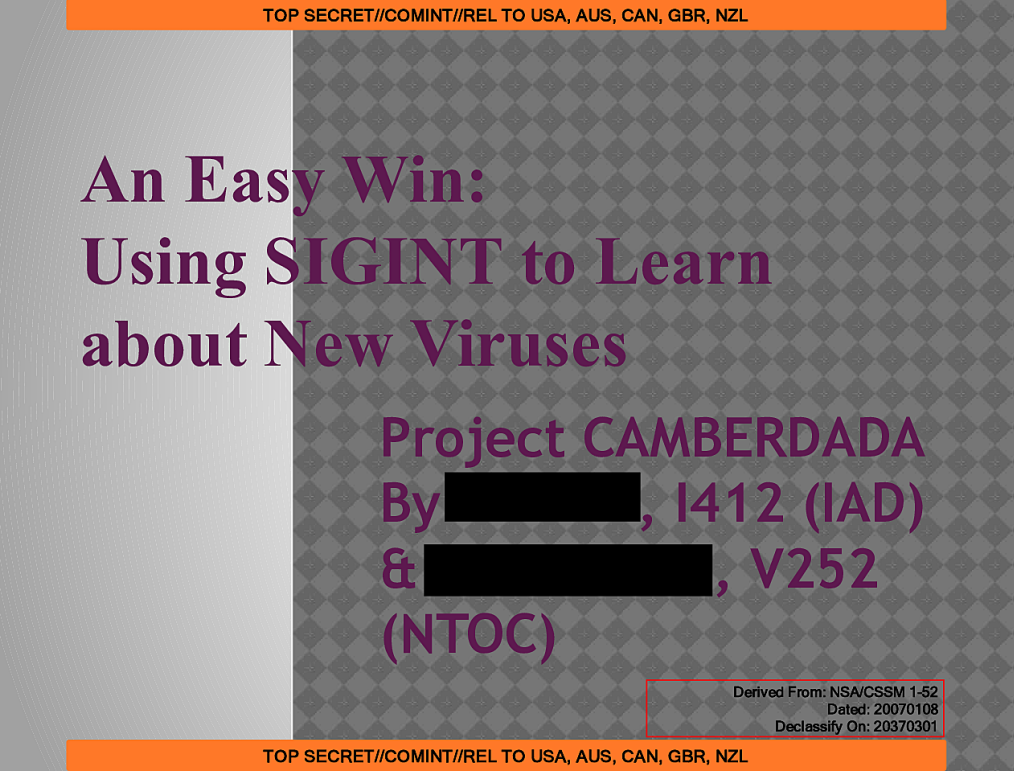 TOP SECRET//COMINT//REL TO USA, AUS, CAN, GBR, NZL
An Easy Win:
Using SIGINT to Learn
about New Viruses
Project CAMBERDADA
By , I412 (IAD)
& , V252
(NTOC)
Derived From: NSA/CSSM 1-52
Dated: 20070108
Declassify On: 20370301
TOP SECRET//COMINT//REL TO USA, AUS, CAN, GBR, NZL